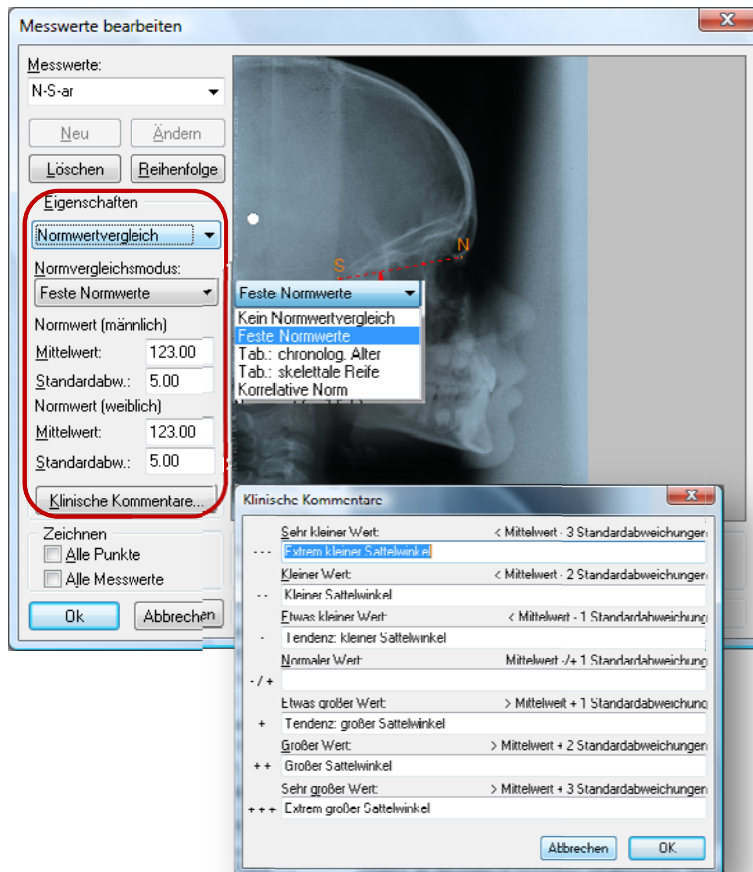 Messwerte bearbeiten
Messwerte:
N-S-ar
Neu
Ändern
Löschen
Reihenfolge
Eigenschaften
Normwertvergleich
Normvergleichsmodus:
Feste Normwerte
Normwert (männlich)
Mittelwert: 123.00
Standardabw.: 5.00
Normwert (weiblich)
Mittelwert: 123.00
Standardabw.: 5.00
Klinische Kommentare...
Zeichnen
Alle Punkte
Alle Messwerte
Ok
Abbrechen
S
N
Feste Normwerte
Kein Normwertvergleich
Feste Normwerte
Tab.: chronolog. Alter
Tab.: skelettale Reife
Korrelative Norm
Klinische Kommentare
Sehr kleiner Wert: < Mittelwert - 3 Standardabweichungen
- - - Extrem kleiner Sattelwinkel
Kleiner Wert: < Mittelwert - 2 Standardabweichungen
- - Kleiner Sattelwinkel
Etwas kleiner Wert: < Mittelwert - 1 Standardabweichung
- Tendenz: kleiner Sattelwinkel
Normaler Wert: Mittelwert -/+ 1 Standardabweichung
- / +
Etwas großer Wert: > Mittelwert + 1 Standardabweichung
+ Tendenz: großer Sattelwinkel
Großer Wert: > Mittelwert + 2 Standardabweichungen
+ + Großer Sattelwinkel
Sehr großer Wert: > Mittelwert + 3 Standardabweichungen
+ + + Extrem großer Sattelwinkel
Abbrechen
OK